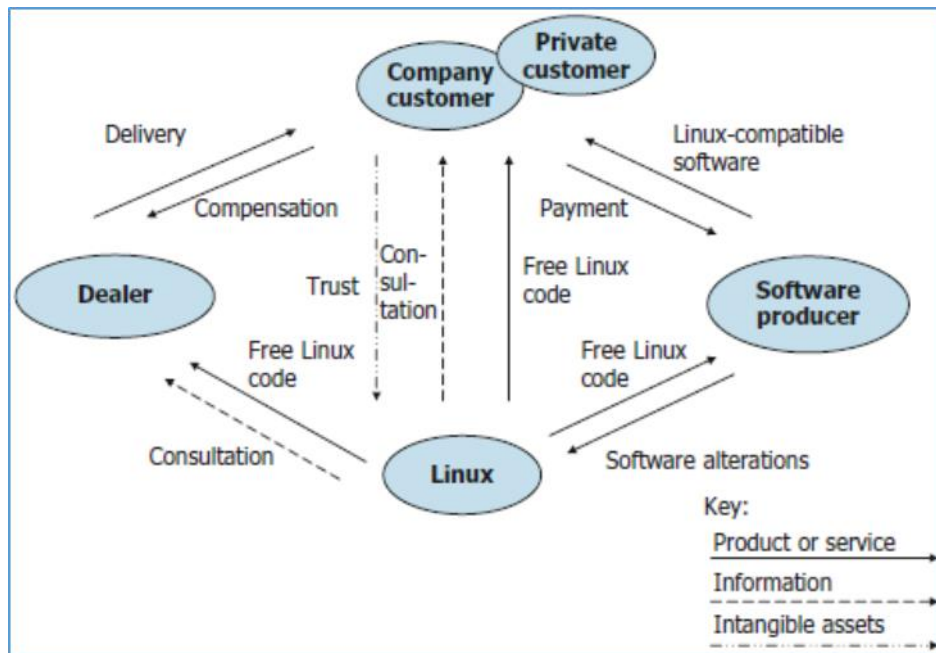 Private
customer
Company
customer
Delivery
Linux-compatible
software
Compensation
Payment
Trust
Con-
sul-
tation
Free Linux
code
Dealer
Software
producer
Free Linux
code
Free Linux
code
Consultation
Linux
Software alterations
Key:
Product or service
Information
Intangible assets